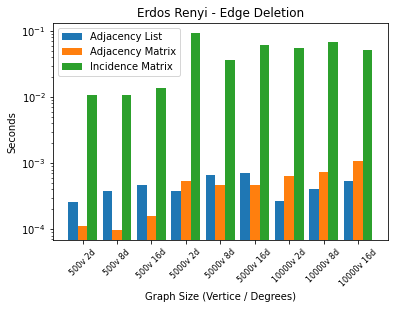 Erdos Renyi - Edge Deletion
Adjacency List
Adjacency Matrix
Incidence Matrix
10⁻¹
10⁻²
10⁻³
10⁻⁴
Seconds
500v 2d
500v 8d
500v 16d
5000v 2d
5000v 8d
5000v 16d
10000v 2d
10000v 8d
10000v 16d
Graph Size (Vertice / Degrees)